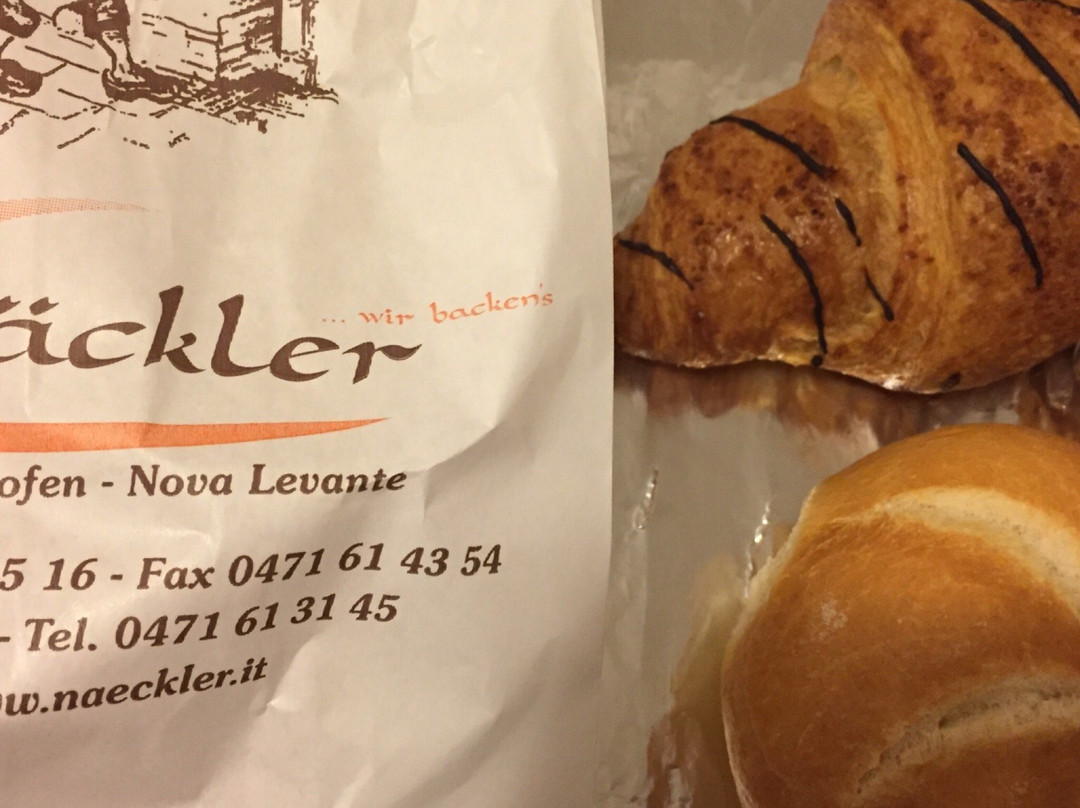 äckler
... wir backen's
ofen - Nova Levante
5 16 - Fax 0471 61 43 54
- Tel. 0471 61 31 45
w.naeckler.it